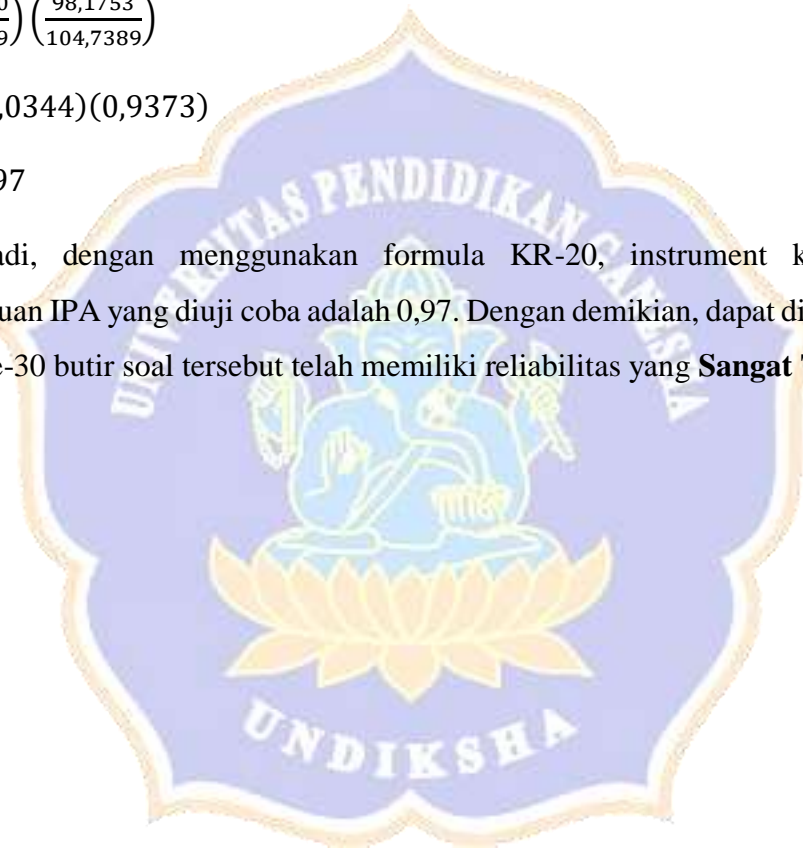 9) (98,1753 / 104,7389)
,0344)(0,9373)
97
adi, dengan menggunakan formula KR-20, instrument k
uan IPA yang diuji coba adalah 0,97. Dengan demikian, dapat di
e-30 butir soal tersebut telah memiliki reliabilitas yang Sangat T
UNIVERSITAS PENDIDIKAN GANESHA
UNDIKSHA